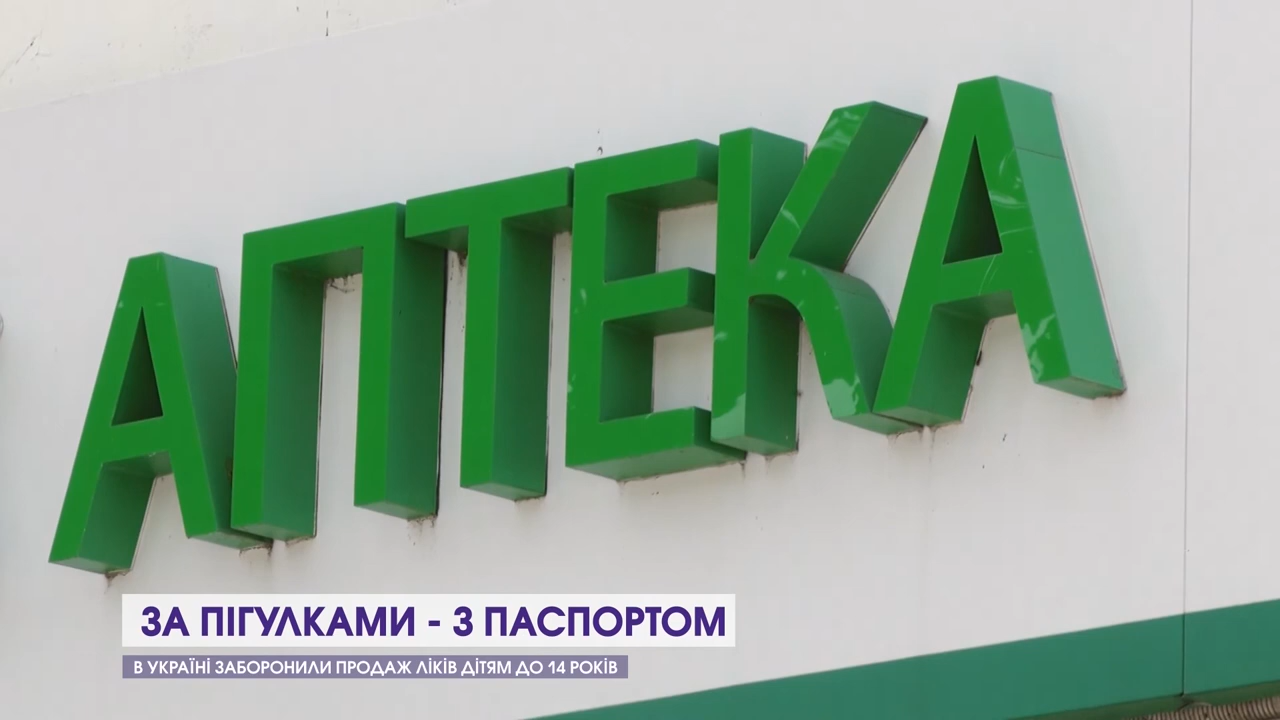 АПТЕКА
ЗА ПІГУЛКАМИ - З ПАСПОРТОМ
В УКРАЇНІ ЗАБОРОНИЛИ ПРОДАЖ ЛІКІВ ДІТЯМ ДО 14 РОКІВ